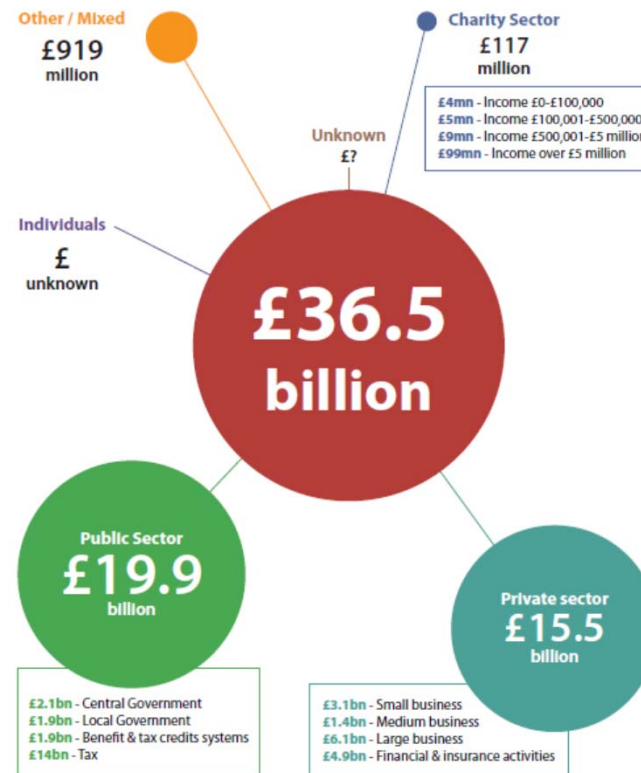 Other / Mixed
£919
million
Charity Sector
£117
million
£4mn - Income £0-£100,000
£5mn - Income £100,001-£500,000
£9mn - Income £500,001-£5 million
£99mn - Income over £5 million
Unknown
£?
Individuals
£
unknown
£36.5
billion
Public Sector
£19.9
billion
Private sector
£15.5
billion
£2.1bn - Central Government
£1.9bn - Local Government
£1.9bn - Benefit & tax credits systems
£14bn - Tax
£3.1bn - Small business
£1.4bn - Medium business
£6.1bn - Large business
£4.9bn - Financial & insurance activities